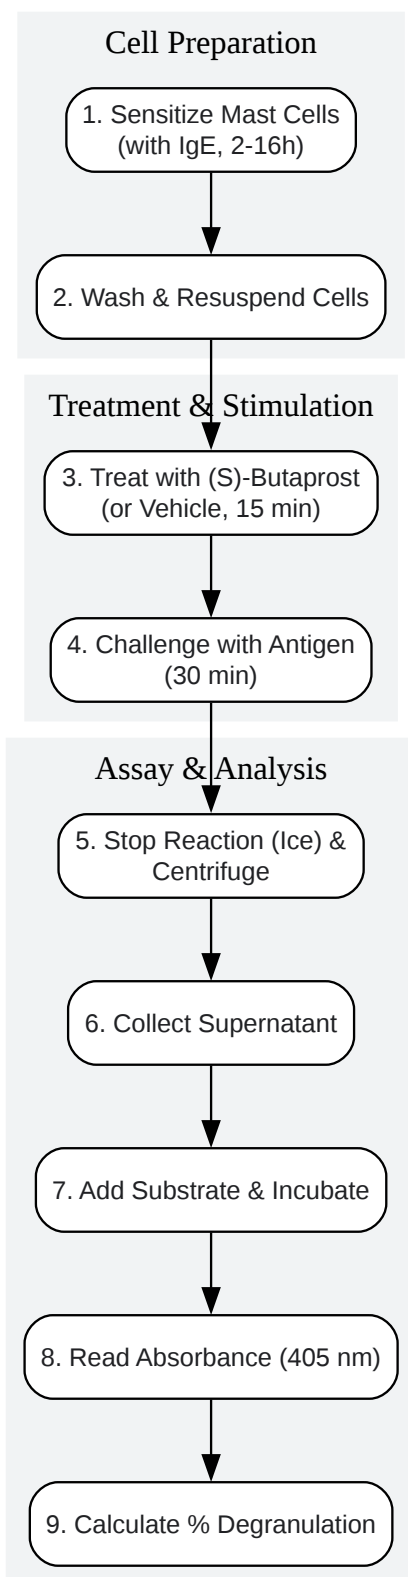 Cell Preparation
1. Sensitize Mast Cells
(with IgE, 2-16h)
2. Wash & Resuspend Cells
Treatment & Stimulation
3. Treat with (S)-Butaprost
(or Vehicle, 15 min)
4. Challenge with Antigen
(30 min)
Assay & Analysis
5. Stop Reaction (Ice) &
Centrifuge
6. Collect Supernatant
7. Add Substrate & Incubate
8. Read Absorbance (405 nm)
9. Calculate % Degranulation